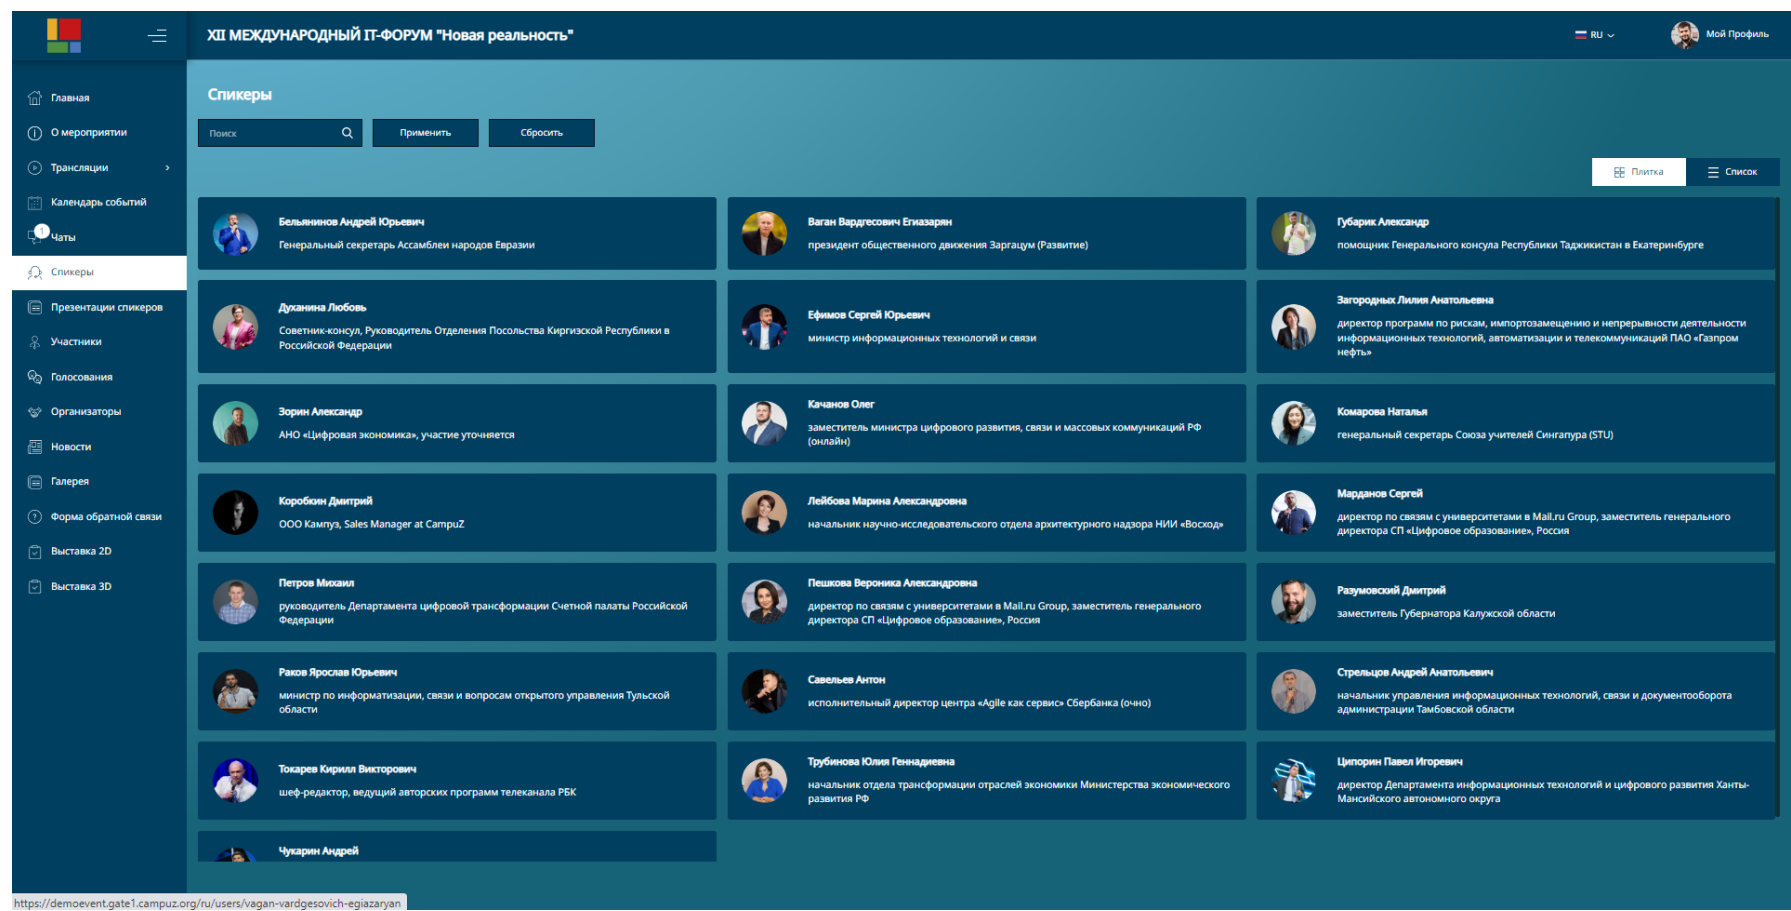 XII МЕЖДУНАРОДНЫЙ IT-ФОРУМ "Новая реальность"
RU
Мой Профиль
Главная
О мероприятии
Трансляции
Календарь событий
1
Чаты
Спикеры
Презентации спикеров
Участники
Голосования
Организаторы
Новости
Галерея
Форма обратной связи
Выставка 2D
Выставка 3D
Спикеры
Поиск
Применить
Сбросить
Плитка
Список
Бельянинов Андрей Юрьевич
Генеральный секретарь Ассамблеи народов Евразии
Ваган Вардгесович Егиазарян
президент общественного движения Заргацум (Развитие)
Губарик Александр
помощник Генерального консула Республики Таджикистан в Екатеринбурге
Духанина Любовь
Советник-консул, Руководитель Отделения Посольства Киргизской Республики в
Российской Федерации
Ефимов Сергей Юрьевич
министр информационных технологий и связи
Загородных Лилия Анатольевна
директор программ по рискам, импортозамещению и непрерывности деятельности
информационных технологий, автоматизации и телекоммуникаций ПАО «Газпром
нефть»
Зорин Александр
АНО «Цифровая экономика», участие уточняется
Качанов Олег
заместитель министра цифрового развития, связи и массовых коммуникаций РФ
(онлайн)
Комарова Наталья
генеральный секретарь Союза учителей Сингапура (STU)
Коробкин Дмитрий
ООО Кампуз, Sales Manager at CampuZ
Лейбова Марина Александровна
начальник научно-исследовательского отдела архитектурного надзора НИИ «Восход»
Марданов Сергей
директор по связям с университетами в Mail.ru Group, заместитель генерального
директора СП «Цифровое образование», Россия
Петров Михаил
руководитель Департамента цифровой трансформации Счетной палаты Российской
Федерации
Пешкова Вероника Александровна
директор по связям с университетами в Mail.ru Group, заместитель генерального
директора СП «Цифровое образование», Россия
Разумовский Дмитрий
заместитель Губернатора Калужской области
Раков Ярослав Юрьевич
министр по информатизации, связи и вопросам открытого управления Тульской
области
Савельев Антон
исполнительный директор центра «Agile как сервис» Сбербанка (очно)
Стрельцов Андрей Анатольевич
начальник управления информационных технологий, связи и документооборота
администрации Тамбовской области
Токарев Кирилл Викторович
шеф-редактор, ведущий авторских программ телеканала РБК
Трубинова Юлия Геннадиевна
начальник отдела трансформации отраслей экономики Министерства экономического
развития РФ
Ципорин Павел Игоревич
директор Департамента информационных технологий и цифрового развития Ханты-
Мансийского автономного округа
Чукарин Андрей
https://demoevent.gate1.campuz.org/ru/users/vagan-vardgesovich-egiazaryan